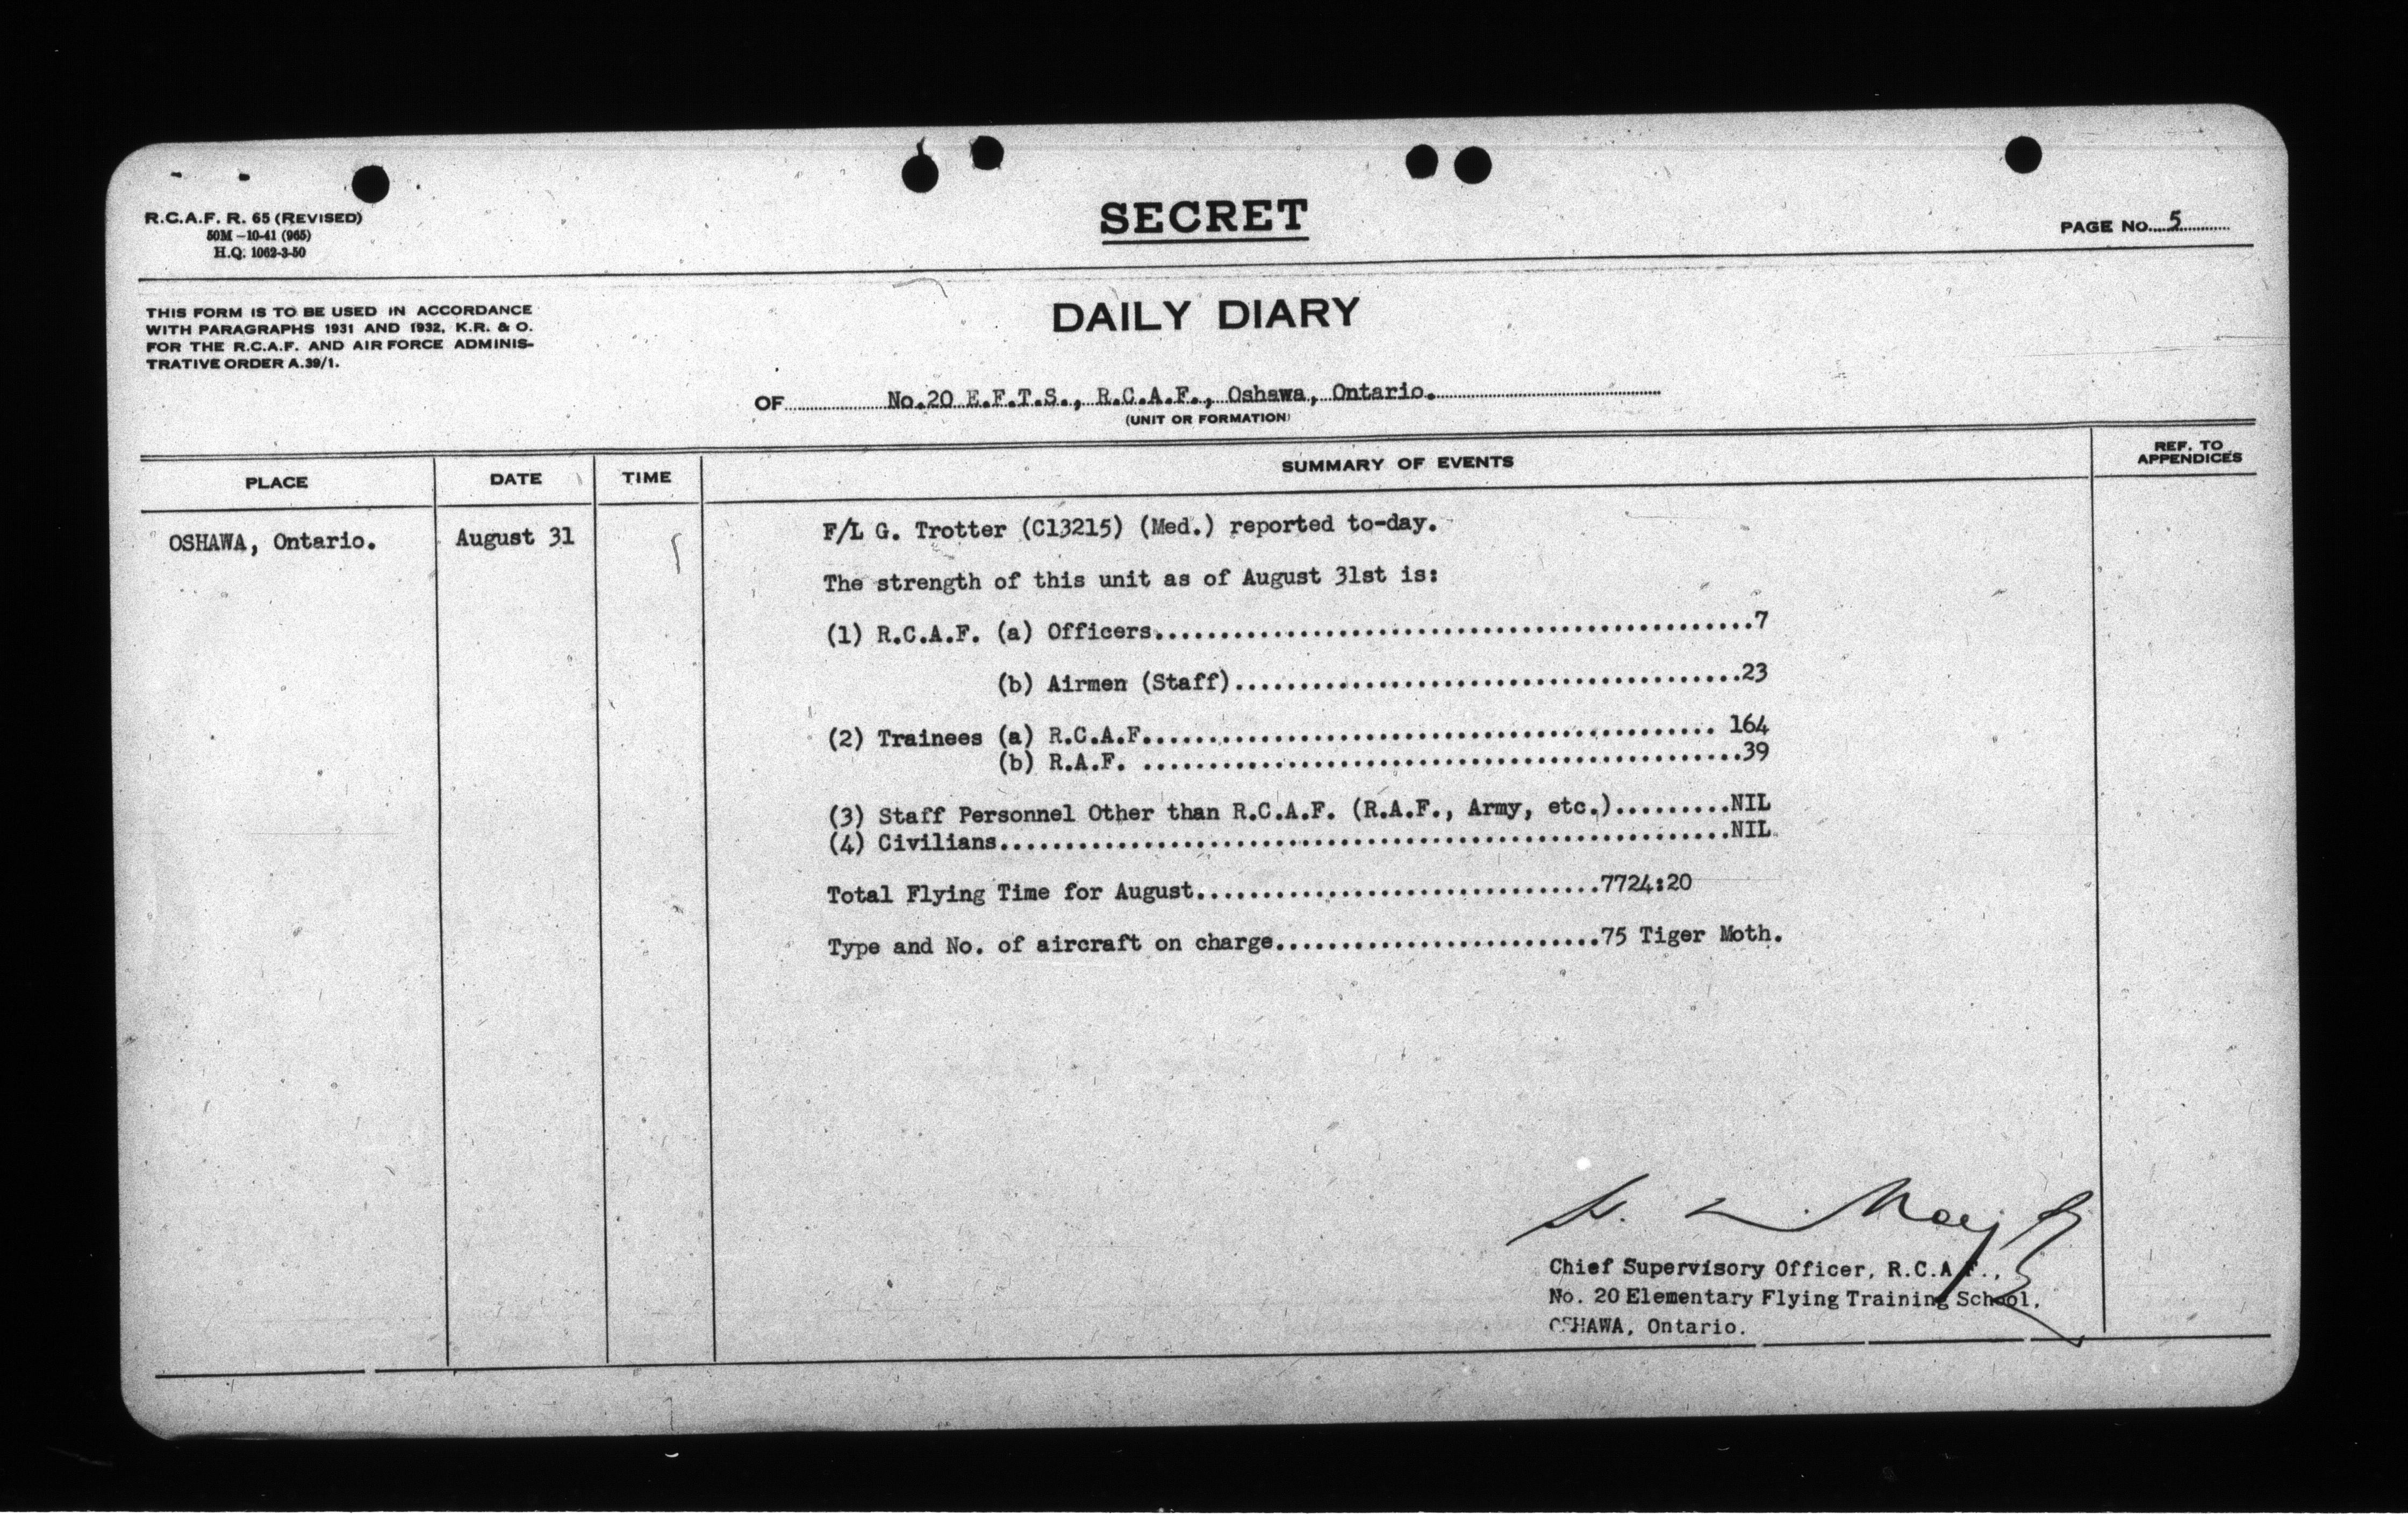 R.C.A.F. R. 65 (REVISED)
50M-10-41 (965)
H.Q. 1062-3-50
SECRET
PAGE NO. 5
THIS FORM IS TO BE USED IN ACCORDANCE
WITH PARAGRAPHS 1931 AND 1932, K.R. & O.
FOR THE R.C.A.F. AND AIR FORCE ADMINIS-
TRATIVE ORDER A.39/1.
DAILY DIARY
OF No.20 E.F.T.S., R.C.A.F., Oshawa, Ontario.
(UNIT OR FORMATION)
PLACE DATE TIME SUMMARY OF EVENTS REF. TO APPENDICES
OSHAWA, Ontario. August 31 F/L G. Trotter (C13215) (Med.) reported to-day.
The strength of this unit as of August 31st is:
(1) R.C.A.F. (a) Officers.............................................7
(b) Airmen (Staff).......................................23
(2) Trainees (a) R.C.A.F........................................... 164
(b) R.A.F. .............................................39
(3) Staff Personnel Other than R.C.A.F. (R.A.F., Army, etc.).........NIL
(4) Civilians.......................................................NIL
Total Flying Time for August...............................7724:20
Type and No. of aircraft on charge.........................75 Tiger Moth.
Chief Supervisory Officer, R.C.A.F.,
No. 20 Elementary Flying Training School,
OSHAWA, Ontario.